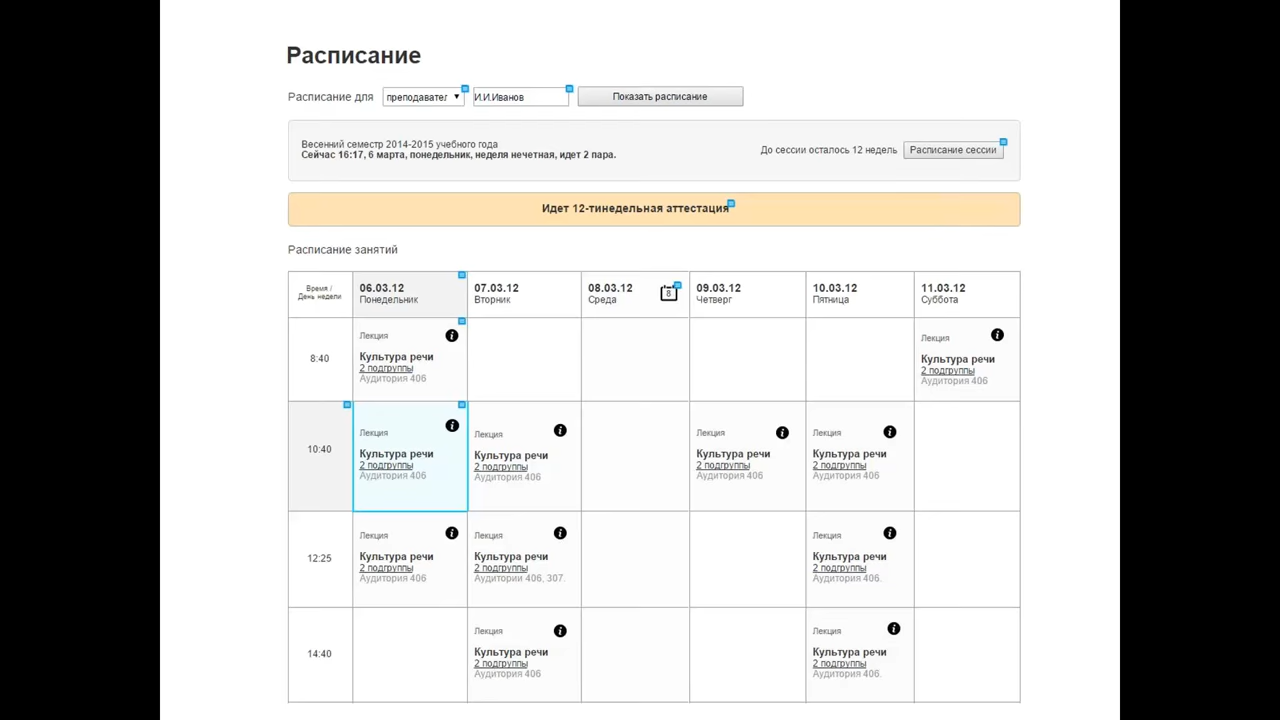 Расписание
Расписание для преподавател И.И.Иванов Показать расписание
Весенний семестр 2014-2015 учебного года
Сейчас 16:17, 6 марта, понедельник, неделя нечетная, идет 2 пара.
До сессии осталось 12 недель Расписание сессии
Идет 12-тинедельная аттестация
Расписание занятий
Время /
День недели
06.03.12
Понедельник
07.03.12
Вторник
08.03.12
Среда
8
09.03.12
Четверг
10.03.12
Пятница
11.03.12
Суббота
8:40
Лекция
Культура речи
2 подгруппы
Аудитория 406
Лекция
Культура речи
2 подгруппы
Аудитория 406
10:40
Лекция
Культура речи
2 подгруппы
Аудитория 406
Лекция
Культура речи
2 подгруппы
Аудитория 406
Лекция
Культура речи
2 подгруппы
Аудитория 406
Лекция
Культура речи
2 подгруппы
Аудитория 406
12:25
Лекция
Культура речи
2 подгруппы
Аудитория 406
Лекция
Культура речи
2 подгруппы
Аудитории 406, 307.
Лекция
Культура речи
2 подгруппы
Аудитория 406.
14:40
Лекция
Культура речи
2 подгруппы
Аудитория 406
Лекция
Культура речи
2 подгруппы
Аудитория 406.